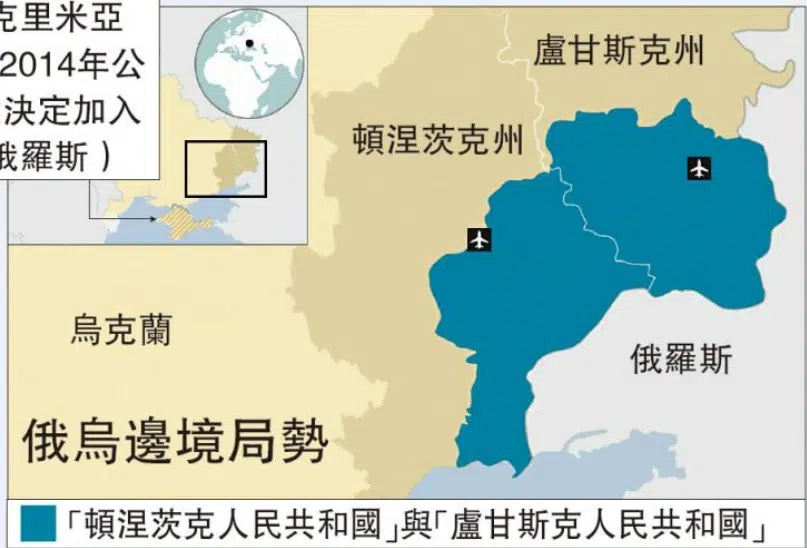 克里米亞
2014年公
決定加入
俄羅斯）
盧甘斯克州
頓涅茨克州
烏克蘭
俄羅斯
俄烏邊境局勢
「頓涅茨克人民共和國」與「盧甘斯克人民共和國」